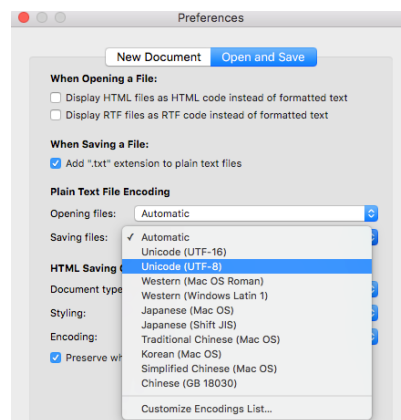 Preferences
New Document Open and Save
When Opening a File:
Display HTML files as HTML code instead of formatted text
Display RTF files as RTF code instead of formatted text
When Saving a File:
Add ".txt" extension to plain text files
Plain Text File Encoding
Opening files: Automatic
Saving files: ✓ Automatic
Unicode (UTF-16)
Unicode (UTF-8)
HTML Saving
Western (Mac OS Roman)
Document type
Western (Windows Latin 1)
Japanese (Mac OS)
Styling:
Japanese (Shift JIS)
Encoding:
Traditional Chinese (Mac OS)
Korean (Mac OS)
Preserve
Simplified Chinese (Mac OS)
Chinese (GB 18030)
Customize Encodings List...